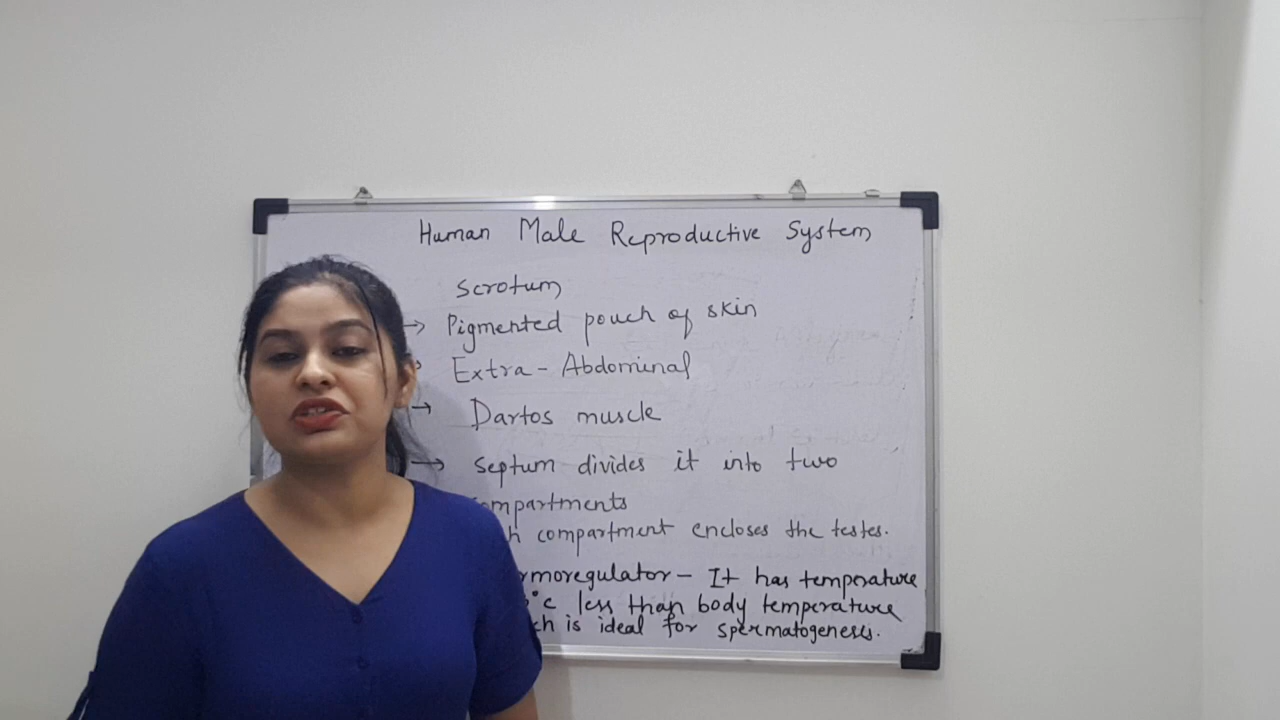 Human Male Reproductive System
Scrotum
→ Pigmented pouch of skin
Extra - Abdominal
→ Dartos muscle
→ Septum divides it into two
compartment encloses the testes.
It has temperature
less than body temperature
is ideal for spermatogenesis.